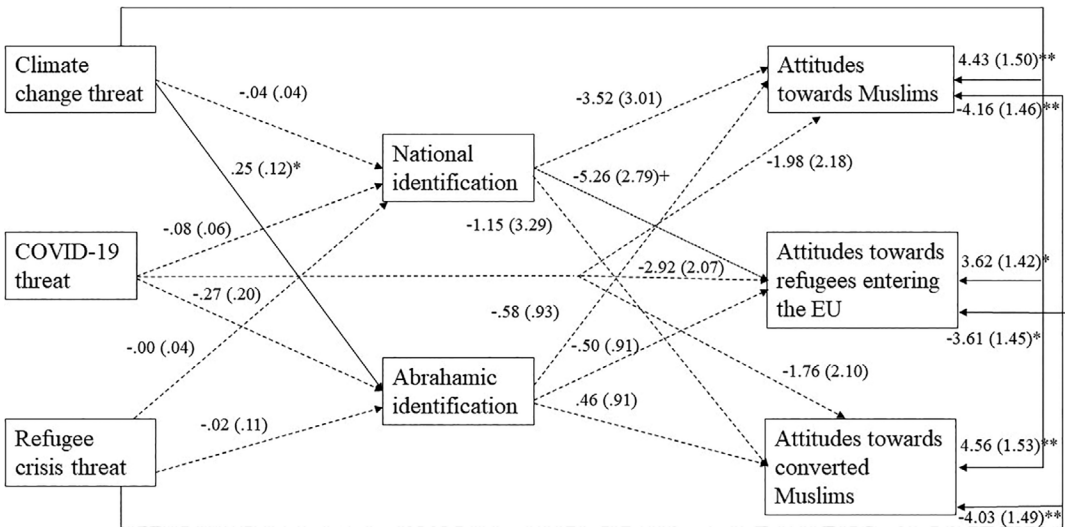 Climate
change threat
COVID-19
threat
Refugee
crisis threat
-.04 (.04)
.25 (.12)*
-.08 (.06)
-.27 (.20)
-.00 (.04)
-.02 (.11)
National
identification
Abrahamic
identification
-3.52 (3.01)
-5.26 (2.79)+
-1.15 (3.29)
-1.98 (2.18)
-2.92 (2.07)
-.58 (.93)
-.50 (.91)
-1.76 (2.10)
.46 (.91)
Attitudes
towards Muslims
Attitudes towards
refugees entering
the EU
Attitudes towards
converted
Muslims
4.43 (1.50)**
-4.16 (1.46)**
3.62 (1.42)*
-3.61 (1.45)*
4.56 (1.53)**
-4.03 (1.49)**